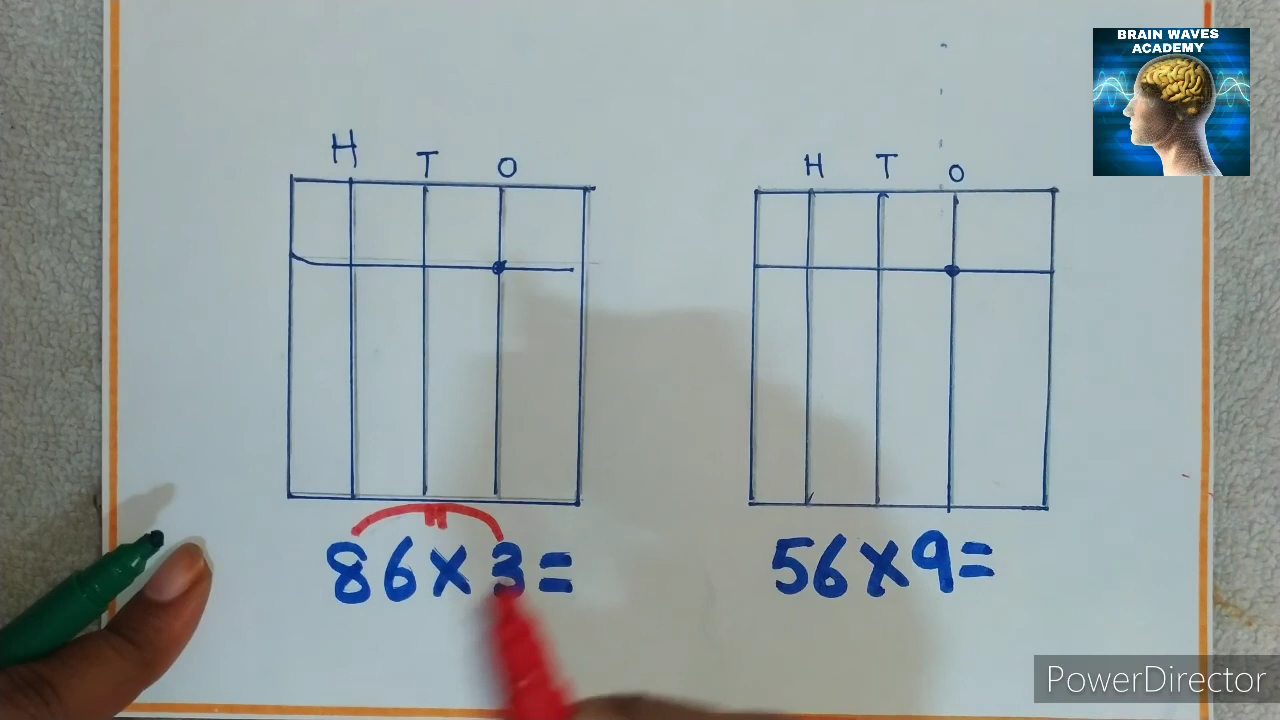 BRAIN WAVES
ACADEMY
H T O
H T O
86×3=
56×9=
PowerDirector